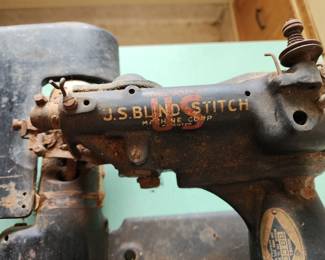 U.S. BLIND STITCH
MACHINE CORP
US